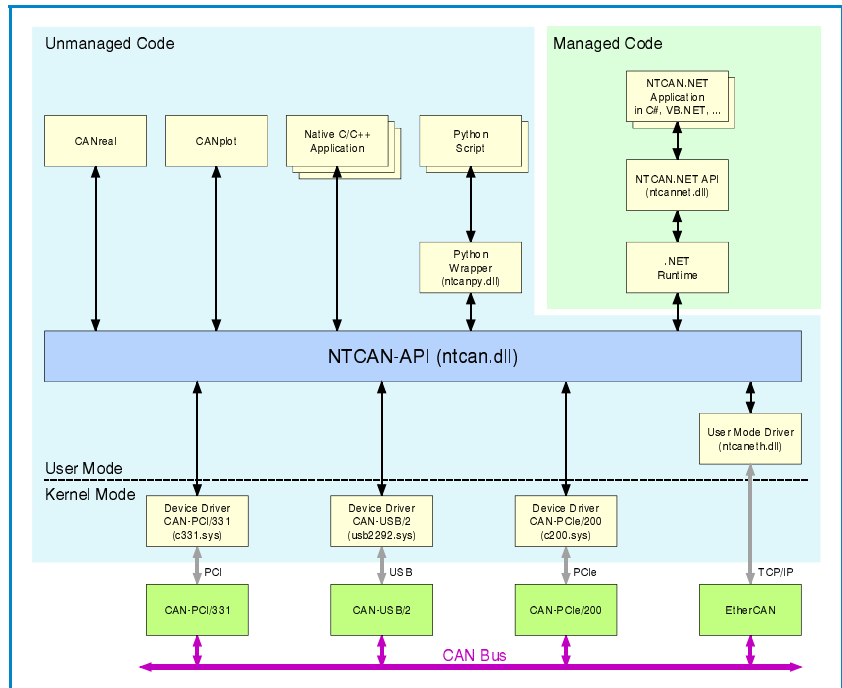 Unmanaged Code
Managed Code
CANreal
CANplot
Native C/C++
Application
Python
Script
NTCAN.NET
Application
in C#, VB.NET, ...
NTCAN.NET API
(ntcannet.dll)
Python
Wrapper
(ntcanpy.dll)
.NET
Runtime
NTCAN-API (ntcan.dll)
User Mode Driver
(ntcaneth.dll)
User Mode
Kernel Mode
Device Driver
CAN-PCI/331
(c331.sys)
Device Driver
CAN-USB/2
(usb2292.sys)
Device Driver
CAN-PCIe/200
(c200.sys)
PCI
USB
PCIe
TCP/IP
CAN-PCI/331
CAN-USB/2
CAN-PCIe/200
EtherCAN
CAN Bus